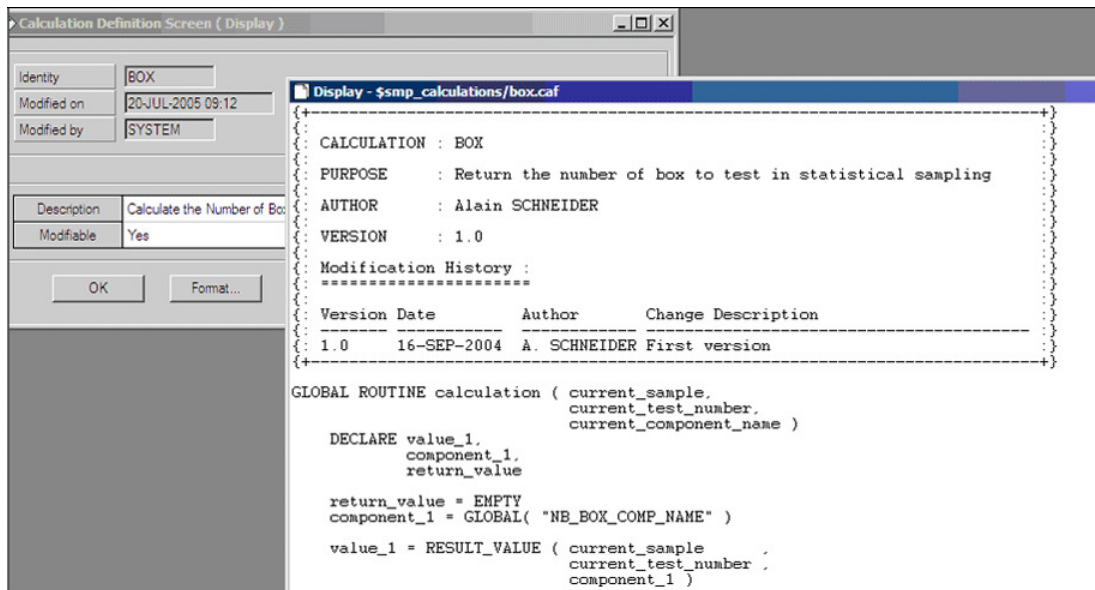 Calculation Definition Screen ( Display )
Identity BOX
Modified on 20-JUL-2005 09:12
Modified by SYSTEM
Description Calculate the Number of Bo
Modifiable Yes
OK Format...
Display - $smp_calculations/box.caf
{+------------------------------------------------------------------------------+}
{: :}
{: CALCULATION : BOX :}
{: :}
{: PURPOSE : Return the number of box to test in statistical sampling :}
{: :}
{: AUTHOR : Alain SCHNEIDER :}
{: :}
{: VERSION : 1.0 :}
{: :}
{: Modification History : :}
{: ====================== :}
{: :}
{: Version Date Author Change Description :}
{: ------- ----------- ------------ ---------------------------------------- :}
{: 1.0 16-SEP-2004 A. SCHNEIDER First version :}
{+------------------------------------------------------------------------------+}
GLOBAL ROUTINE calculation ( current_sample,
current_test_number,
current_component_name )
DECLARE value_1,
component_1,
return_value
return_value = EMPTY
component_1 = GLOBAL( "NB_BOX_COMP_NAME" )
value_1 = RESULT_VALUE ( current_sample ,
current_test_number ,
component_1 )